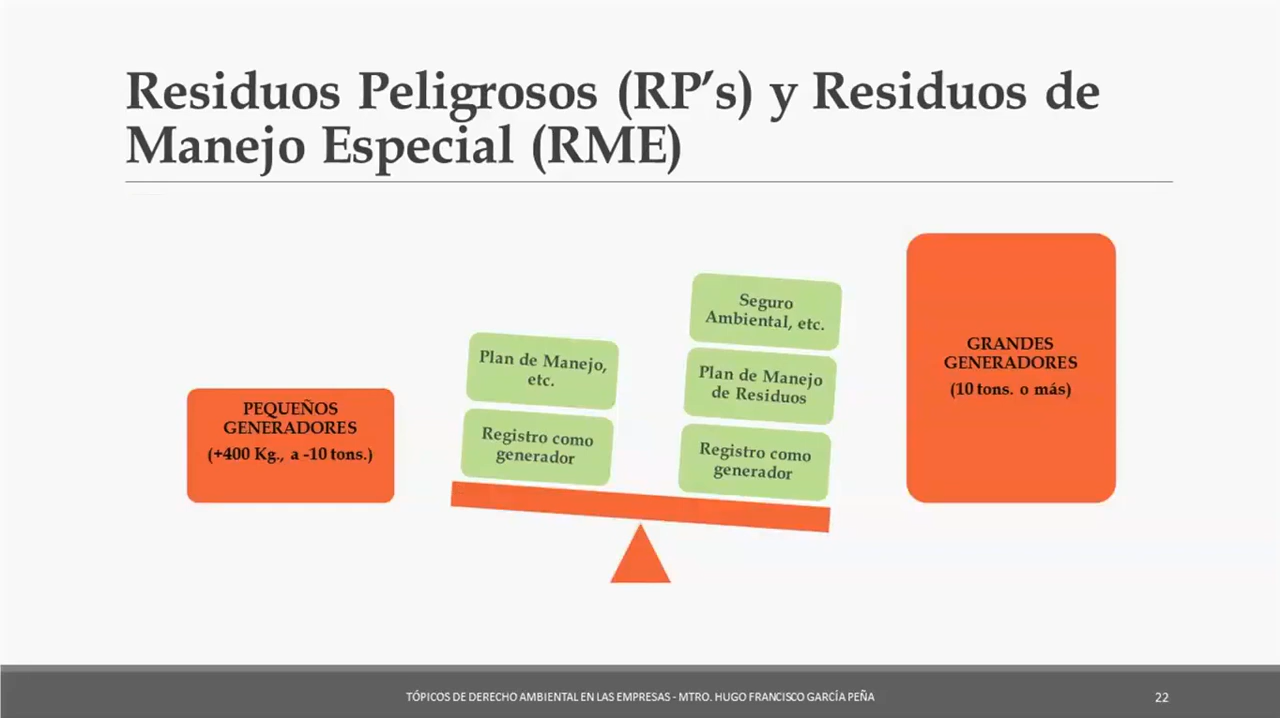 Residuos Peligrosos (RP’s) y Residuos de
Manejo Especial (RME)
PEQUEÑOS
GENERADORES
(+400 Kg., a -10 tons.)
Plan de Manejo,
etc.
Registro como
generador
Seguro
Ambiental, etc.
Plan de Manejo
de Residuos
Registro como
generador
GRANDES
GENERADORES
(10 tons. o más)
TÓPICOS DE DERECHO AMBIENTAL EN LAS EMPRESAS - MTRO. HUGO FRANCISCO GARCÍA PEÑA
22